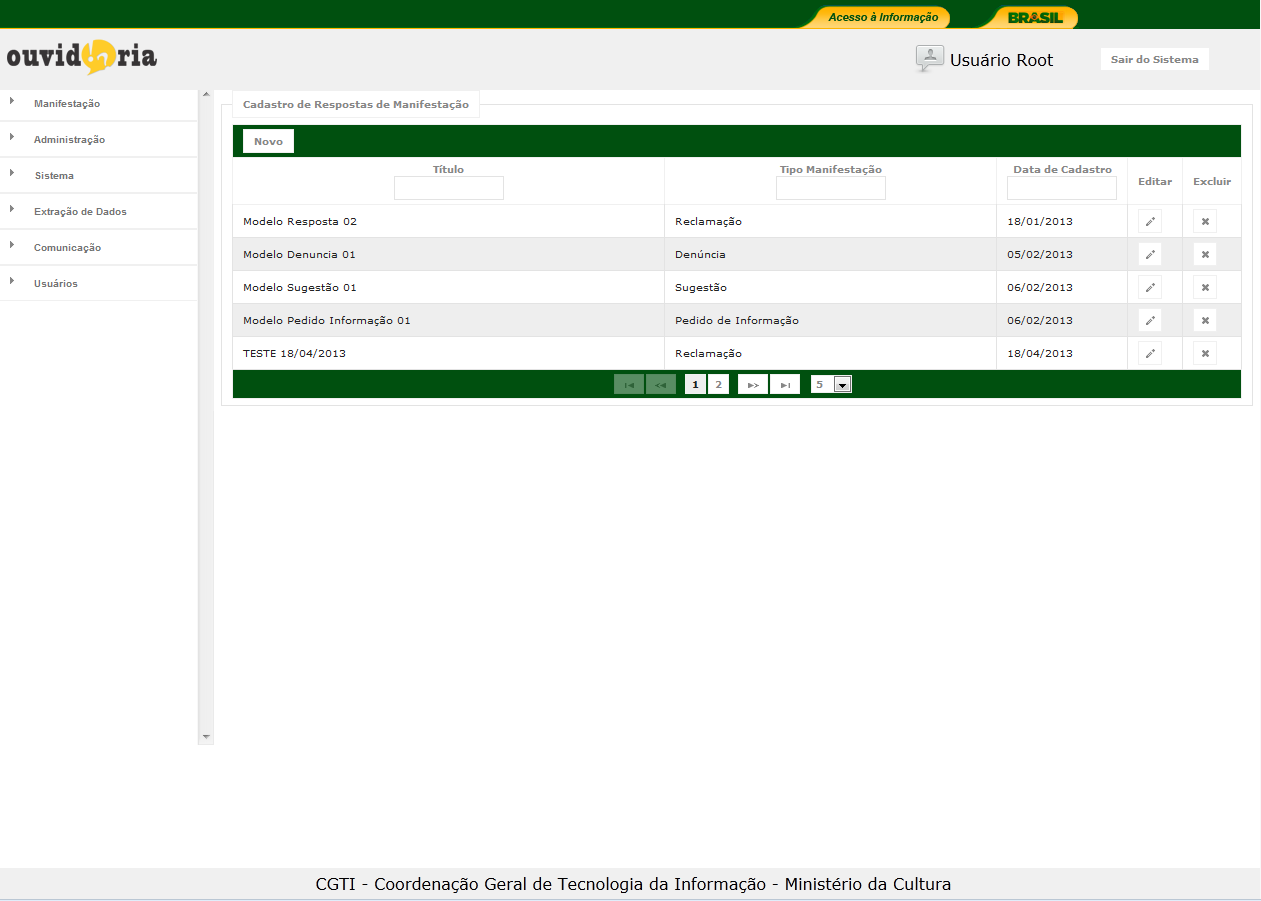 Acesso à Informação BRASIL
ouvidoria
Usuário Root Sair do Sistema
Manifestação
Administração
Sistema
Extração de Dados
Comunicação
Usuários
Cadastro de Respostas de Manifestação
Novo
Título Tipo Manifestação Data de Cadastro Editar Excluir
Modelo Resposta 02 Reclamação 18/01/2013
Modelo Denuncia 01 Denúncia 05/02/2013
Modelo Sugestão 01 Sugestão 06/02/2013
Modelo Pedido Informação 01 Pedido de Informação 06/02/2013
TESTE 18/04/2013 Reclamação 18/04/2013
1 2 5
CGTI - Coordenação Geral de Tecnologia da Informação - Ministério da Cultura